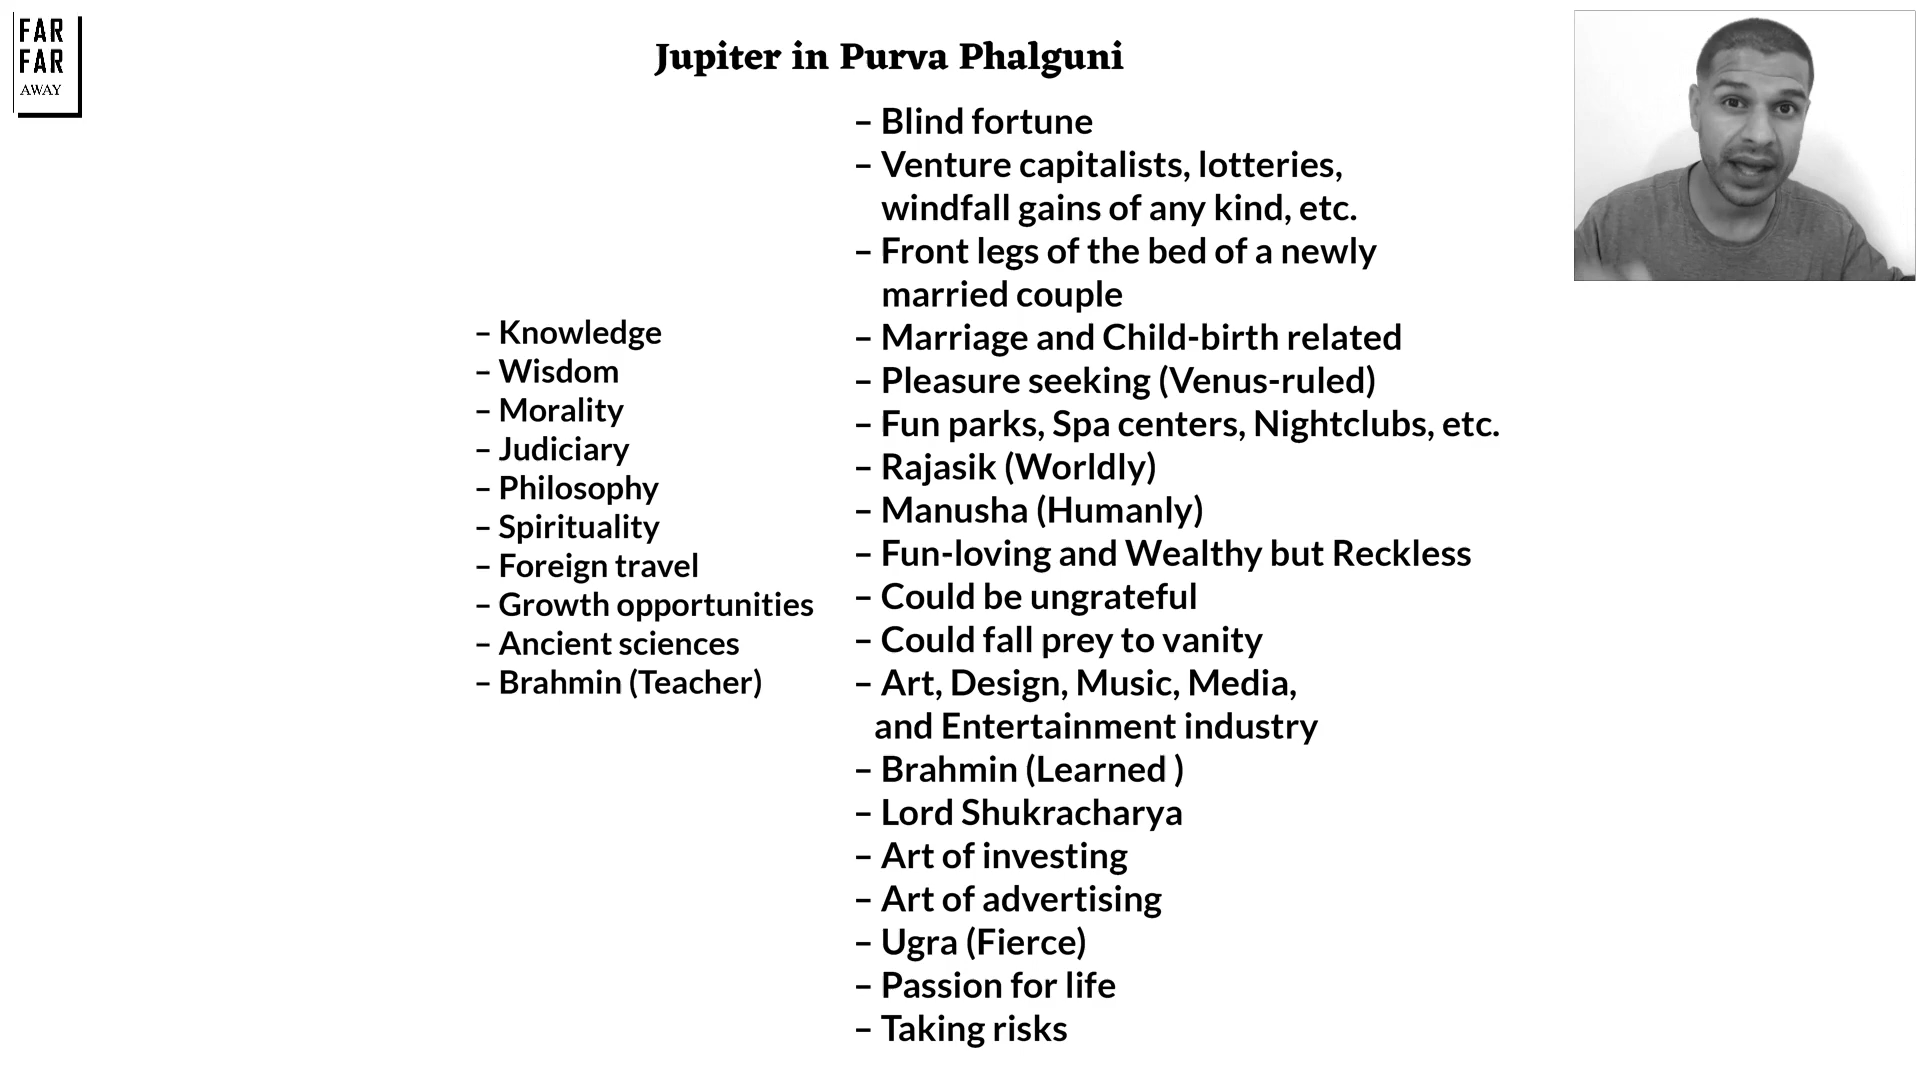 FAR
FAR
AWAY
Jupiter in Purva Phalguni
– Knowledge
– Wisdom
– Morality
– Judiciary
– Philosophy
– Spirituality
– Foreign travel
– Growth opportunities
– Ancient sciences
– Brahmin (Teacher)
– Blind fortune
– Venture capitalists, lotteries,
windfall gains of any kind, etc.
– Front legs of the bed of a newly
married couple
– Marriage and Child-birth related
– Pleasure seeking (Venus-ruled)
– Fun parks, Spa centers, Nightclubs, etc.
– Rajasik (Worldly)
– Manusha (Humanly)
– Fun-loving and Wealthy but Reckless
– Could be ungrateful
– Could fall prey to vanity
– Art, Design, Music, Media,
and Entertainment industry
– Brahmin (Learned )
– Lord Shukracharya
– Art of investing
– Art of advertising
– Ugra (Fierce)
– Passion for life
– Taking risks